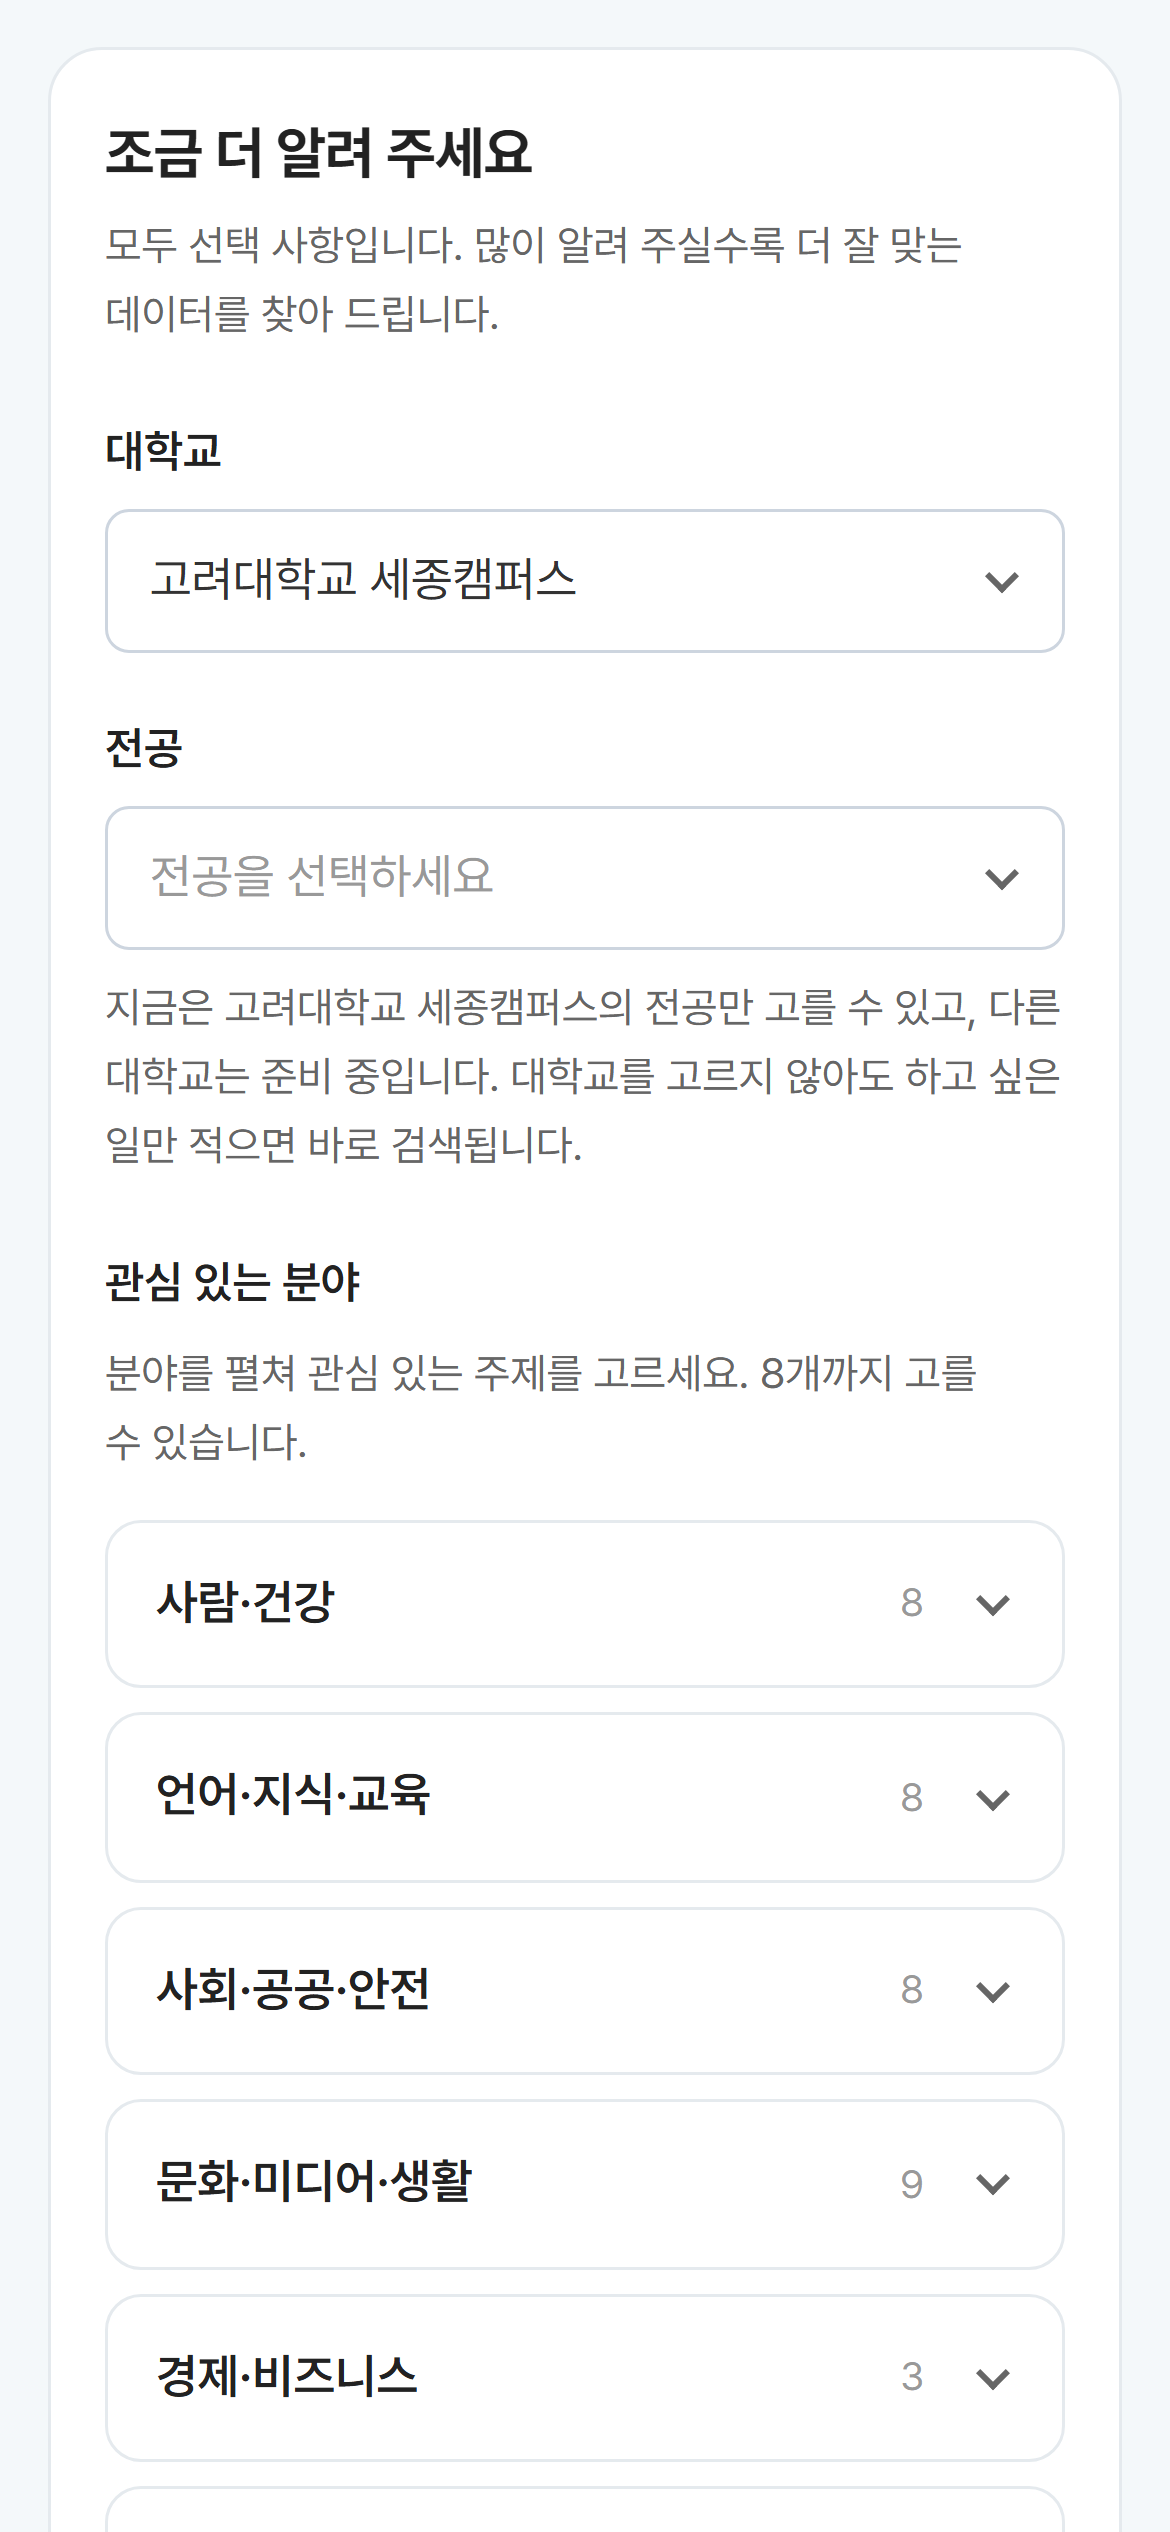 조금 더 알려 주세요
모두 선택 사항입니다. 많이 알려 주실수록 더 잘 맞는
데이터를 찾아 드립니다.
대학교
고려대학교 세종캠퍼스
전공
전공을 선택하세요
지금은 고려대학교 세종캠퍼스의 전공만 고를 수 있고, 다른
대학교는 준비 중입니다. 대학교를 고르지 않아도 하고 싶은
일만 적으면 바로 검색됩니다.
관심 있는 분야
분야를 펼쳐 관심 있는 주제를 고르세요. 8개까지 고를
수 있습니다.
사람·건강 8
언어·지식·교육 8
사회·공공·안전 8
문화·미디어·생활 9
경제·비즈니스 3